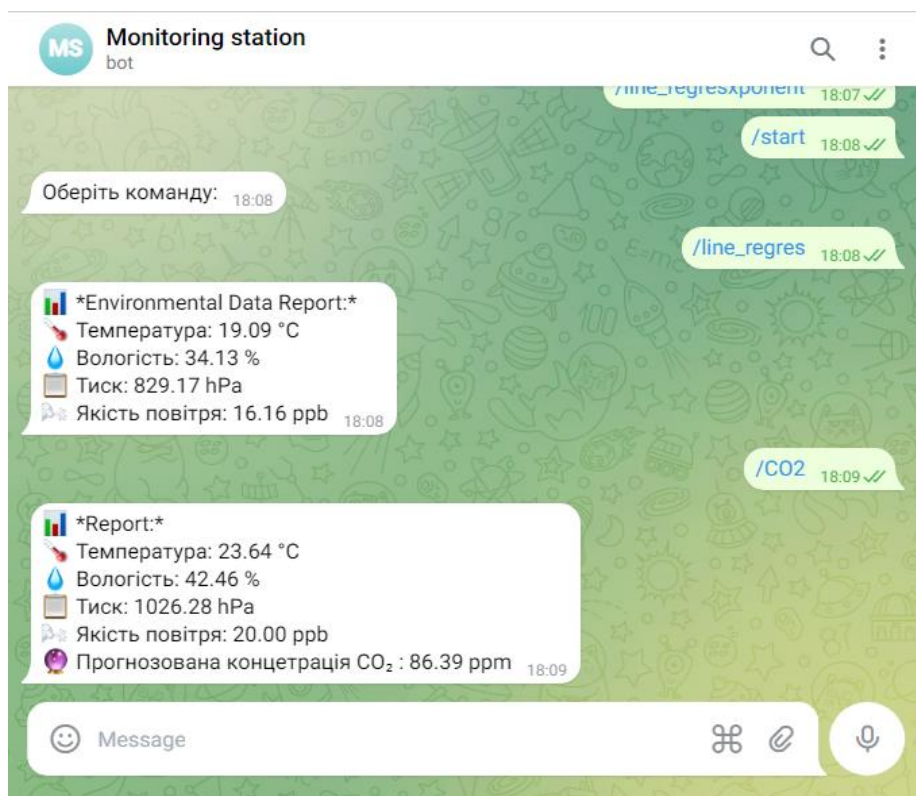 MS
Monitoring station
bot
/line_regresxponent 18:07
/start 18:08
Оберіть команду: 18:08
/line_regres 18:08
*Environmental Data Report:*
Температура: 19.09 °C
Вологість: 34.13 %
Тиск: 829.17 hPa
Якість повітря: 16.16 ppb 18:08
/CO2 18:09
*Report:*
Температура: 23.64 °C
Вологість: 42.46 %
Тиск: 1026.28 hPa
Якість повітря: 20.00 ppb
Прогнозована концетрація CO₂ : 86.39 ppm 18:09
Message